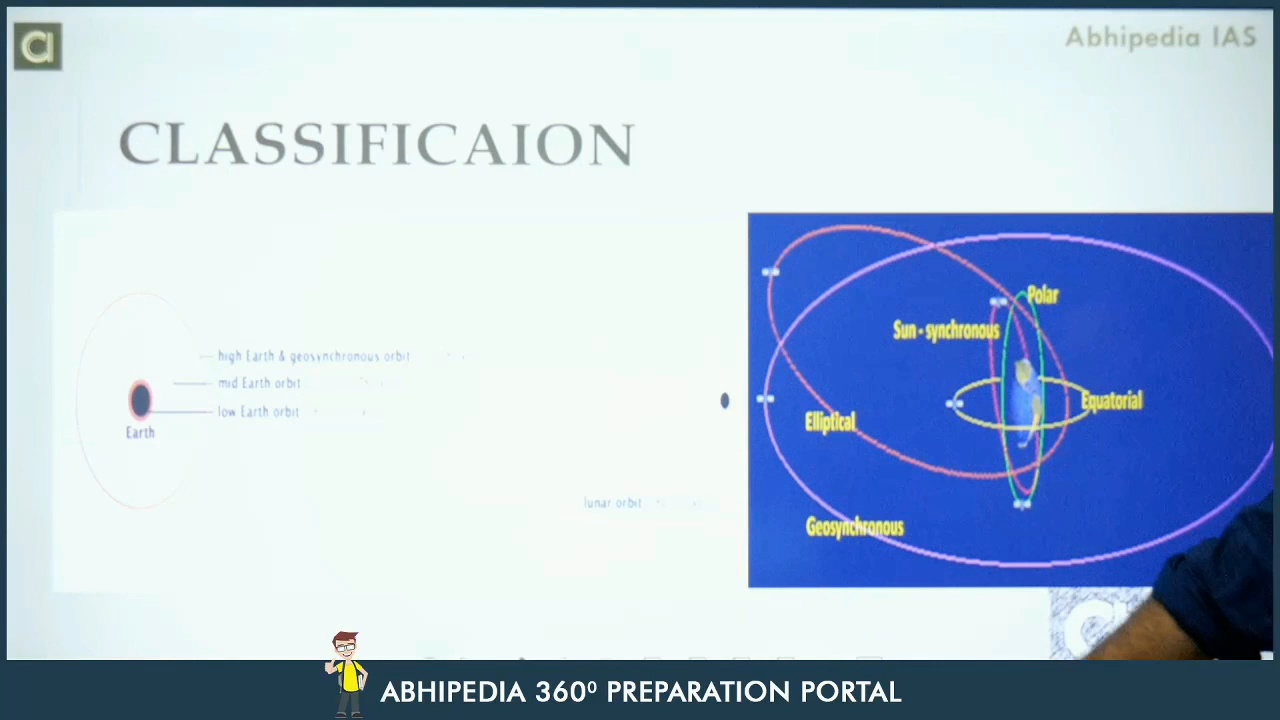 Abhipedia IAS
CLASSIFICAION
high Earth & geosynchronous orbit
mid Earth orbit
low Earth orbit
Earth
lunar orbit
Polar
Sun - synchronous
Equatorial
Elliptical
Geosynchronous
ABHIPEDIA 360⁰ PREPARATION PORTAL